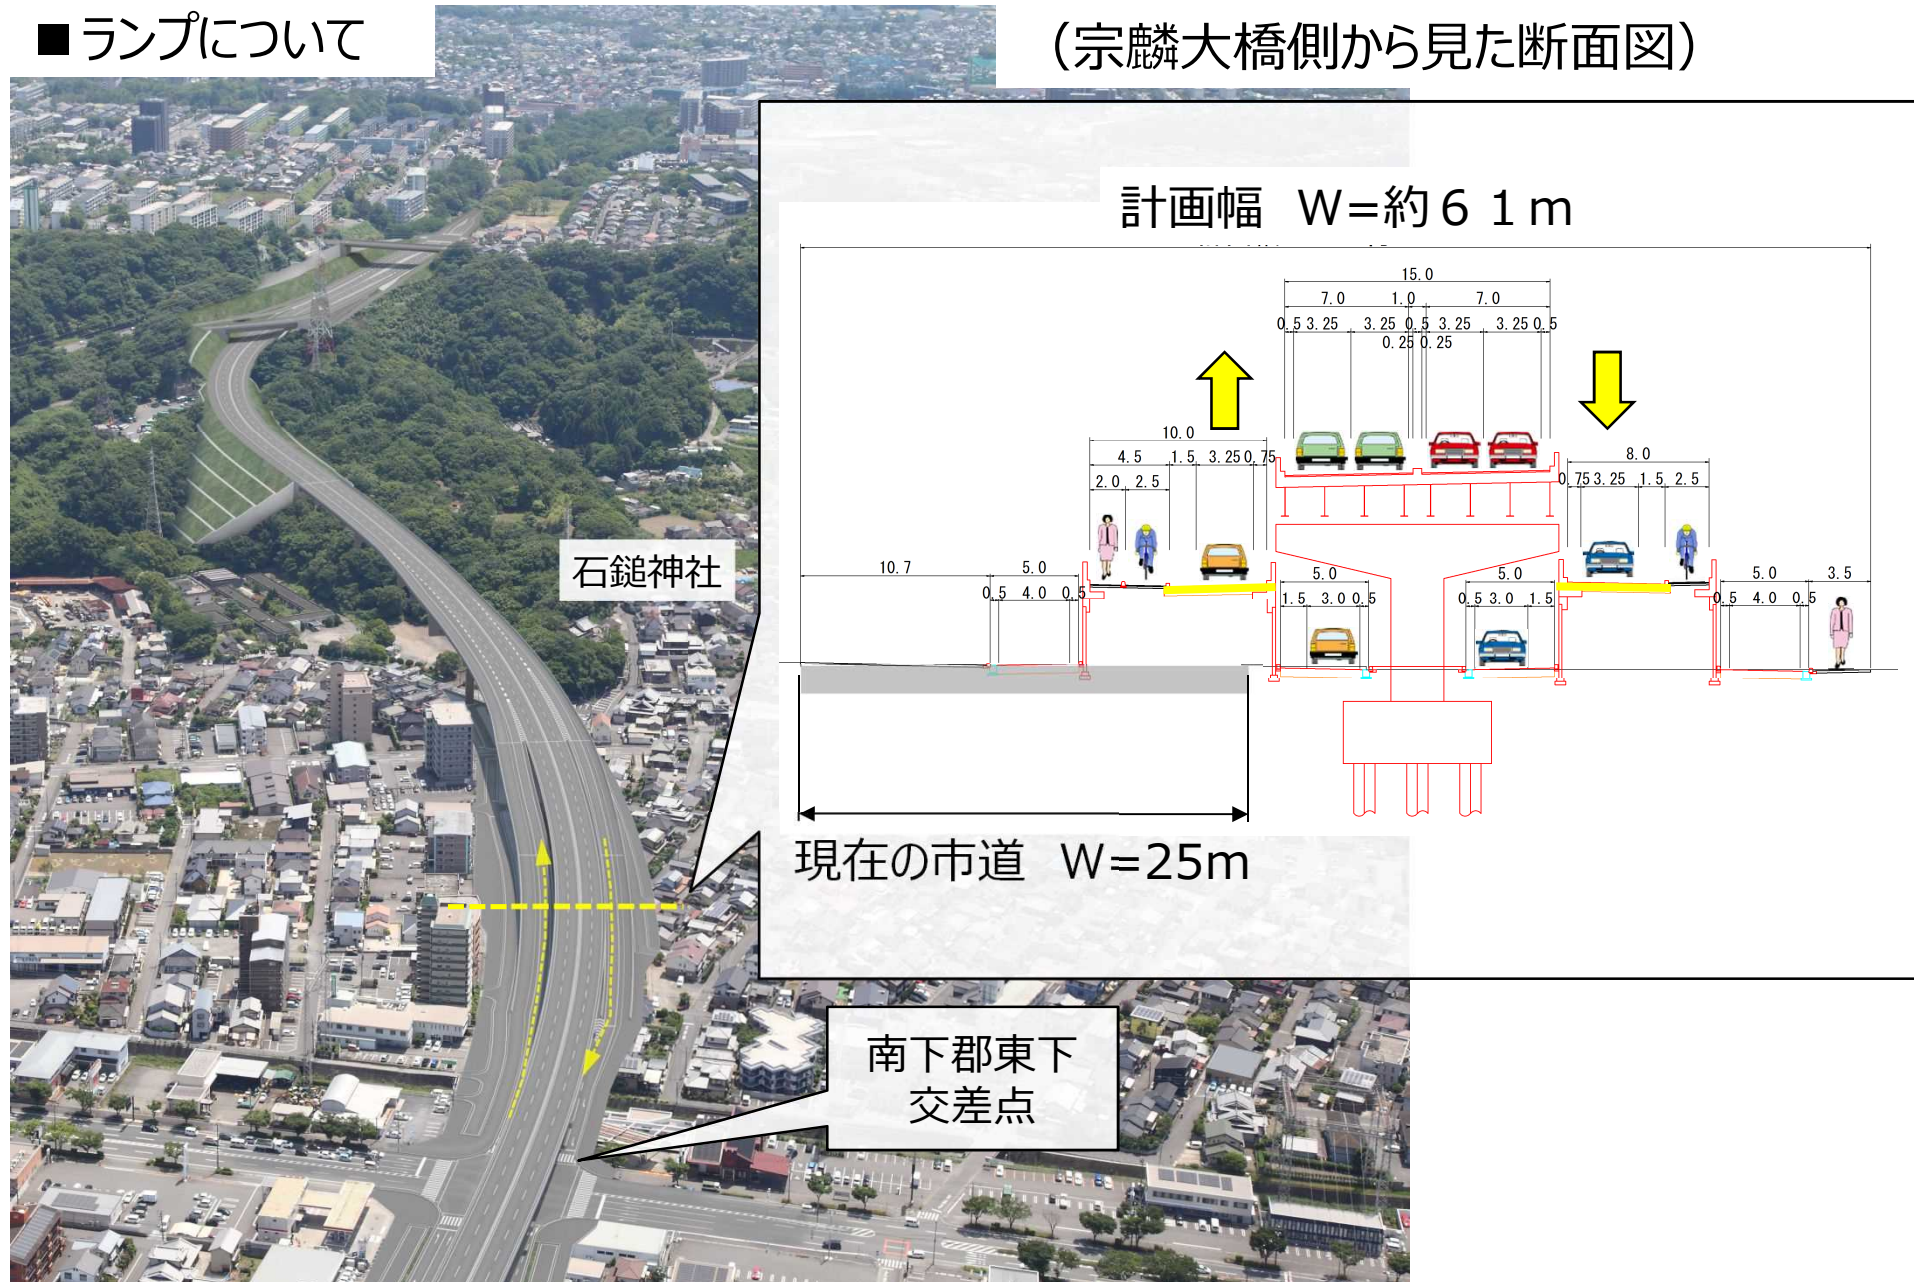 ■ランプについて
（宗麟大橋側から見た断面図）
計画幅　W=約６１ｍ
15.0
7.0 1.0 7.0
0.5 3.25 3.25 0.5 3.25 3.25 0.5
0.25 0.25
10.0
4.5 1.5 3.25 0.75
2.0 2.5
8.0
0.75 3.25 1.5 2.5
10.7 5.0
0.5 4.0 0.5
5.0
1.5 3.0 0.5
5.0
0.5 3.0 1.5
5.0 3.5
0.5 4.0 0.5
石鎚神社
現在の市道　W=25m
南下郡東下
交差点